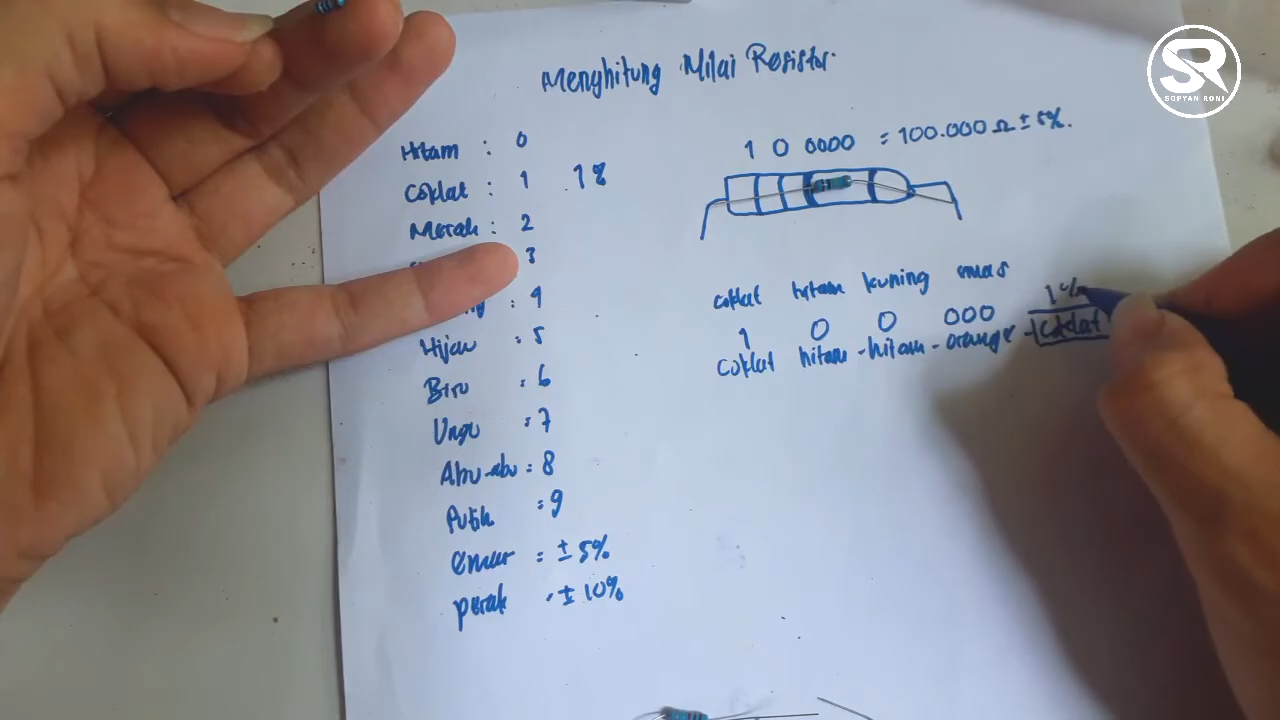 SR
SOPYAN RONI
Menghitung Nilai Resistor
Hitam : 0
Coklat : 1 1%
Merah : 2
3
: 4
Hijau : 5
Biru : 6
Ungu : 7
Abu-abu : 8
Putih : 9
emas = ± 5%
perak = ± 10%
1 0 0000 = 100.000 Ω ± 5%.
coklat hitam kuning emas
1 0 0 000 1%
coklat hitam - hitam - orange - coklat